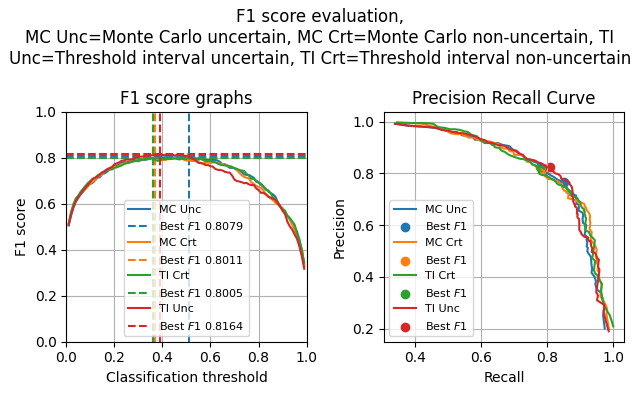 F1 score evaluation,
MC Unc=Monte Carlo uncertain, MC Crt=Monte Carlo non-uncertain, TI
Unc=Threshold interval uncertain, TI Crt=Threshold interval non-uncertain
F1 score graphs
1.0
0.8
0.6
0.4
0.2
0.0
F1 score
MC Unc
Best F1 0.8079
MC Crt
Best F1 0.8011
TI Crt
Best F1 0.8005
TI Unc
Best F1 0.8164
0.0 0.2 0.4 0.6 0.8 1.0
Classification threshold
Precision Recall Curve
1.0
0.8
0.6
0.4
0.2
Precision
MC Unc
Best F1
MC Crt
Best F1
TI Crt
Best F1
TI Unc
Best F1
0.4 0.6 0.8 1.0
Recall